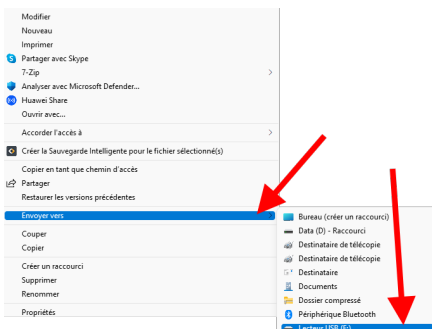 Modifier
Nouveau
Imprimer
Partager avec Skype
7-Zip
Analyser avec Microsoft Defender...
Huawei Share
Ouvrir avec...
Accorder l'accès à
Créer la Sauvegarde Intelligente pour le fichier sélectionné(s)
Copier en tant que chemin d'accès
Partager
Restaurer les versions précédentes
Envoyer vers
Couper
Copier
Créer un raccourci
Supprimer
Renommer
Propriétés
Bureau (créer un raccourci)
Data (D) - Raccourci
Destinataire de télécopie
Destinataire de télécopie
Destinataire
Documents
Dossier compressé
Périphérique Bluetooth
Lecteur USB (E:)